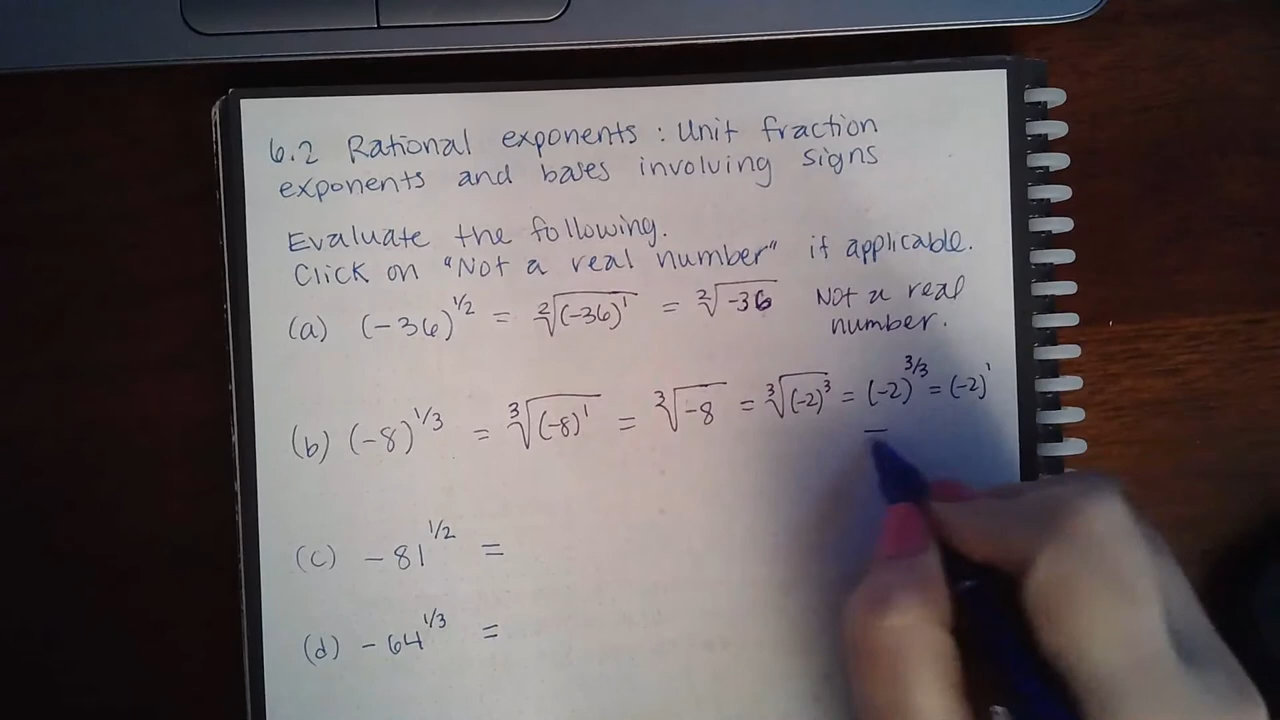 6.2 Rational exponents : Unit fraction
exponents and bases involving signs
Evaluate the following.
Click on "Not a real number" if applicable.
(a) (-36)^1/2 = ²√(-36)¹ = ²√-36 Not a real
number.
(b) (-8)^1/3 = ³√(-8)¹ = ³√-8 = ³√(-2)³ = (-2)^3/3 = (-2)¹
(c) -81^1/2 =
(d) -64^1/3 =